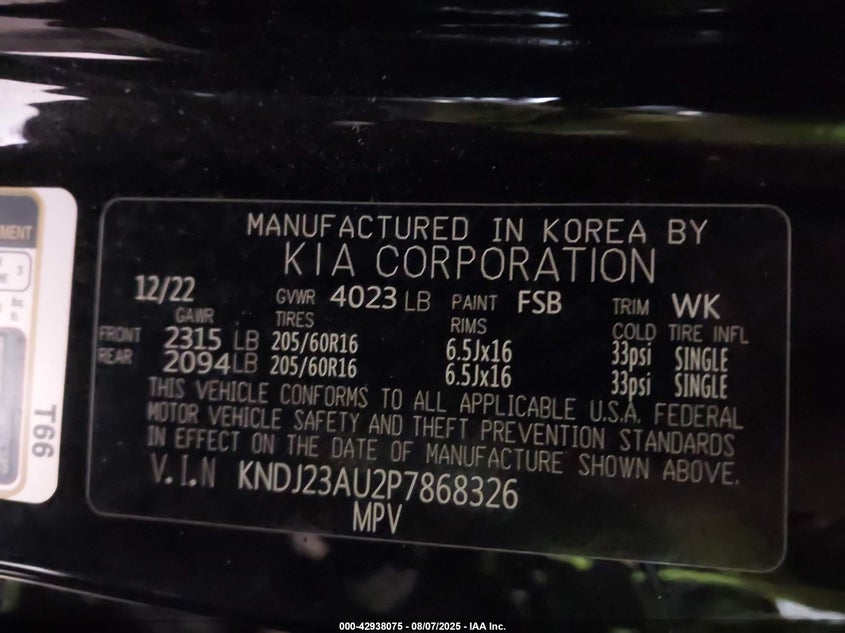 MANUFACTURED IN KOREA BY
KIA CORPORATION
12/22 GVWR 4023 LB PAINT FSB TRIM WK
GAWR TIRES RIMS COLD TIRE INFL
FRONT 2315 LB 205/60R16 6.5Jx16 33psi SINGLE
REAR 2094 LB 205/60R16 6.5Jx16 33psi SINGLE
THIS VEHICLE CONFORMS TO ALL APPLICABLE U.S.A. FEDERAL
MOTOR VEHICLE SAFETY AND THEFT PREVENTION STANDARDS
IN EFFECT ON THE DATE OF MANUFACTURE SHOWN ABOVE.
V.I.N KNDJ23AU2P7868326
MPV
MENT
3
T66
000-42938075 - 08/07/2025 - IAA Inc.